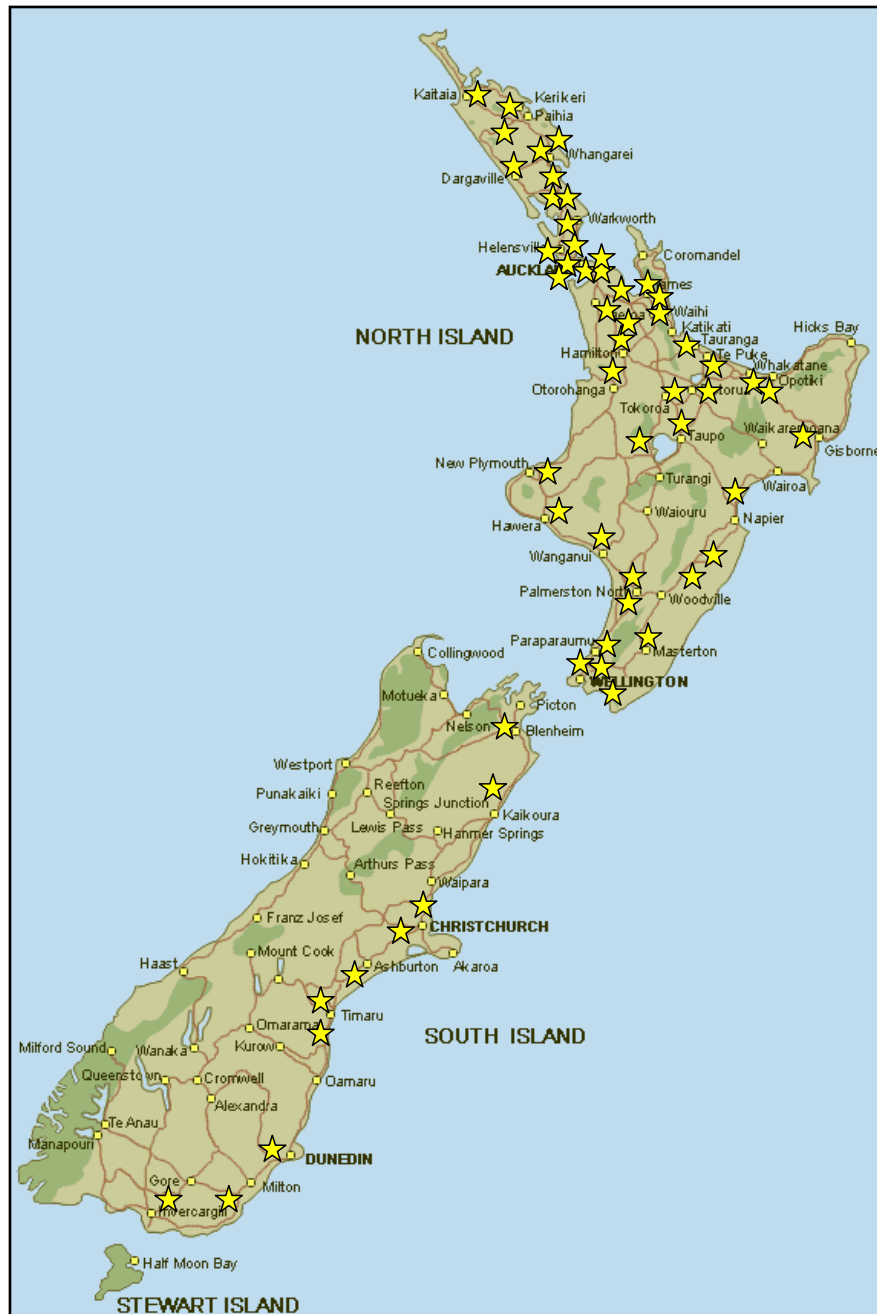 Kaitaia
Kerikeri
Paihia
Whangarei
Dargaville
Warkworth
Helensville
Coromandel
AUCKLA
ames
Waihi
Katikati
NORTH ISLAND
Hicks Bay
Tauranga
Hamilton
Te Puke
Whakatane
Opotiki
Otorohanga
Tokoroa
Waikaremoana
Taupo
Gisborne
New Plymouth
Turangi
Wairoa
Waiouru
Napier
Hawera
Wanganui
Palmerston North
Woodville
Paraparaumu
Masterton
Collingwood
WELLINGTON
Motueka
Picton
Nelson
Blenheim
Westport
Reefton
Punakaiki
Springs Junction
Kaikoura
Greymouth
Lewis Pass
Hanmer Springs
Hokitika
Arthurs Pass
Waipara
Franz Josef
CHRISTCHURCH
Mount Cook
Haast
Ashburton
Akaroa
Timaru
Omarama
SOUTH ISLAND
Milford Sound
Wanaka
Kurow
Queenstown
Cromwell
Oamaru
Alexandra
Te Anau
Manapouri
DUNEDIN
Gore
Milton
Invercargill
Half Moon Bay
STEWART ISLAND